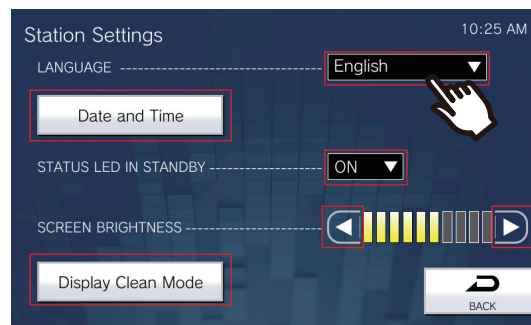 Station Settings
10:25 AM
LANGUAGE
English
Date and Time
STATUS LED IN STANDBY
ON
SCREEN BRIGHTNESS
Display Clean Mode
BACK